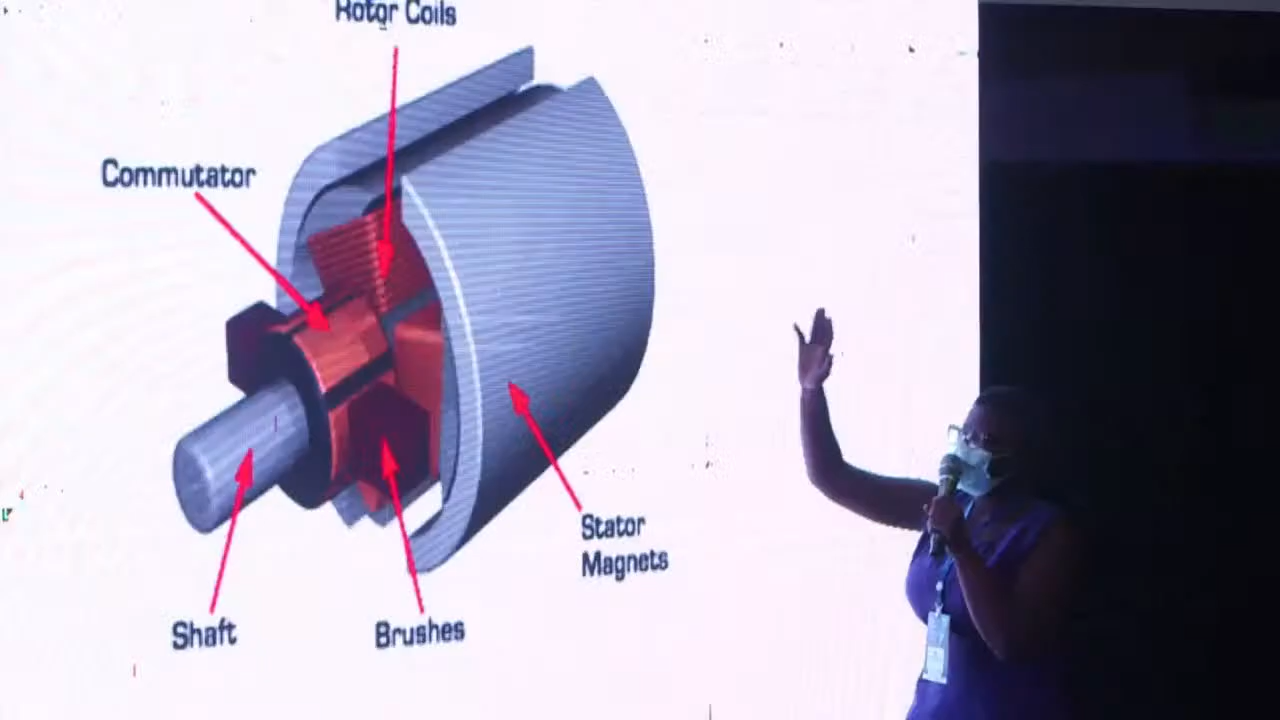 Rotor Coils
Commutator
Stator
Magnets
Shaft
Brushes